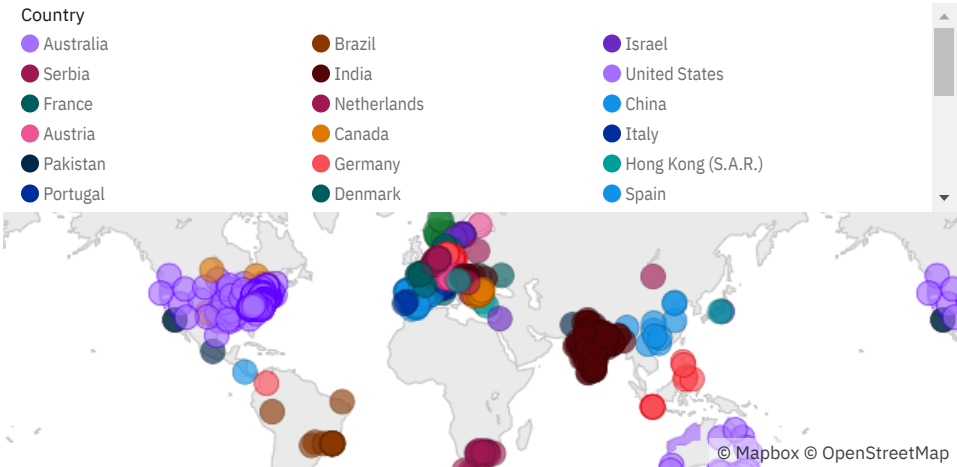 Country
Australia Brazil Israel
Serbia India United States
France Netherlands China
Austria Canada Italy
Pakistan Germany Hong Kong (S.A.R.)
Portugal Denmark Spain
© Mapbox © OpenStreetMap